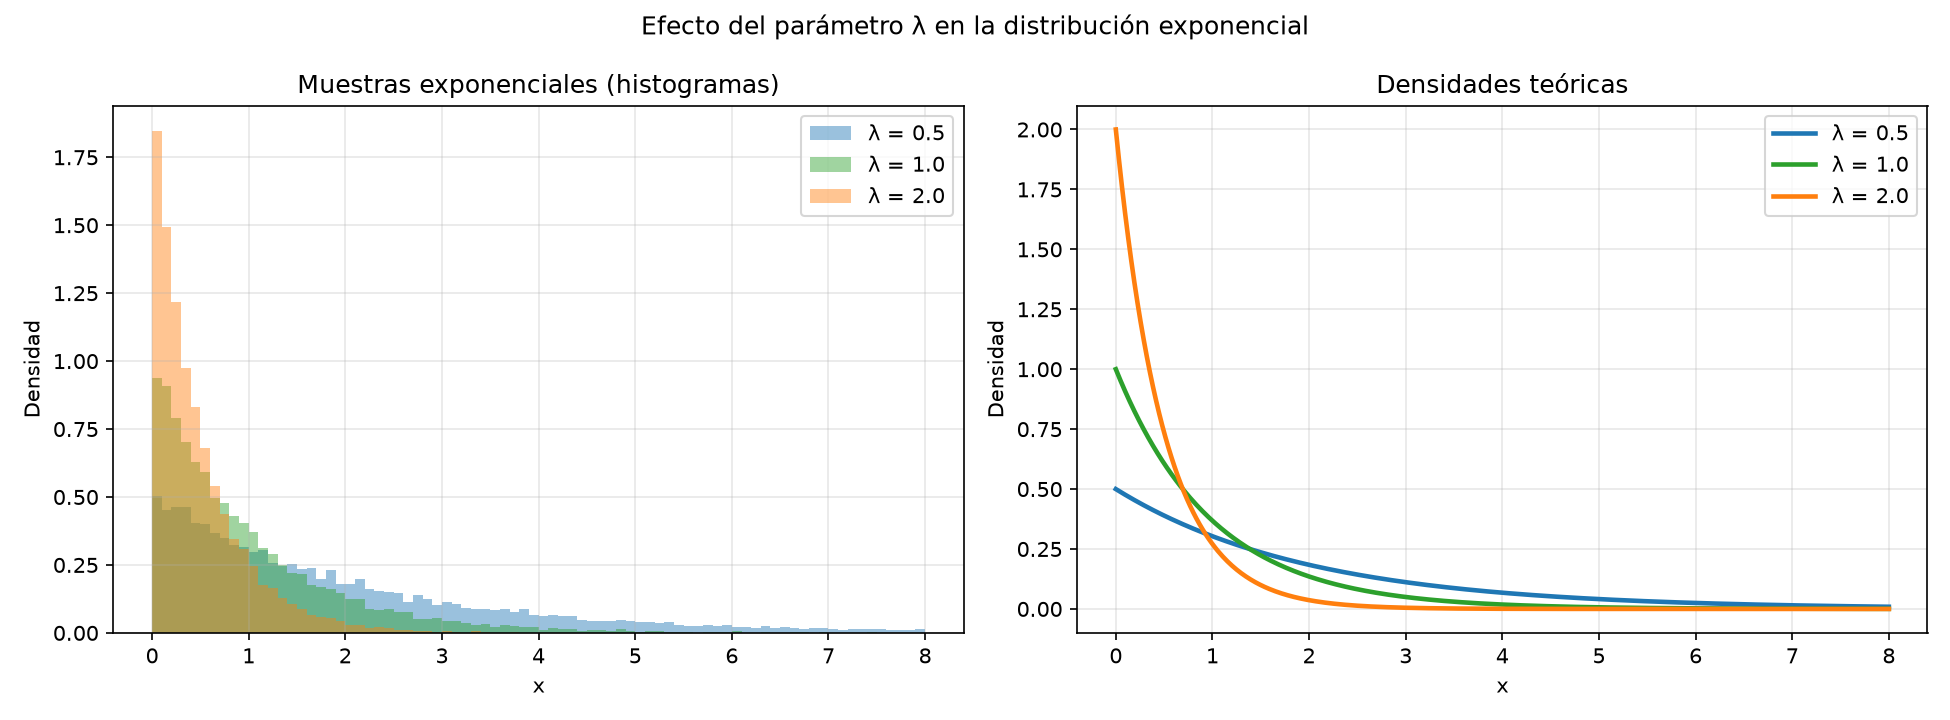 Efecto del parámetro λ en la distribución exponencial
Muestras exponenciales (histogramas)
Densidad
1.75
1.50
1.25
1.00
0.75
0.50
0.25
0.00
λ = 0.5
λ = 1.0
λ = 2.0
0 1 2 3 4 5 6 7 8
x
Densidades teóricas
Densidad
2.00
1.75
1.50
1.25
1.00
0.75
0.50
0.25
0.00
λ = 0.5
λ = 1.0
λ = 2.0
0 1 2 3 4 5 6 7 8
x